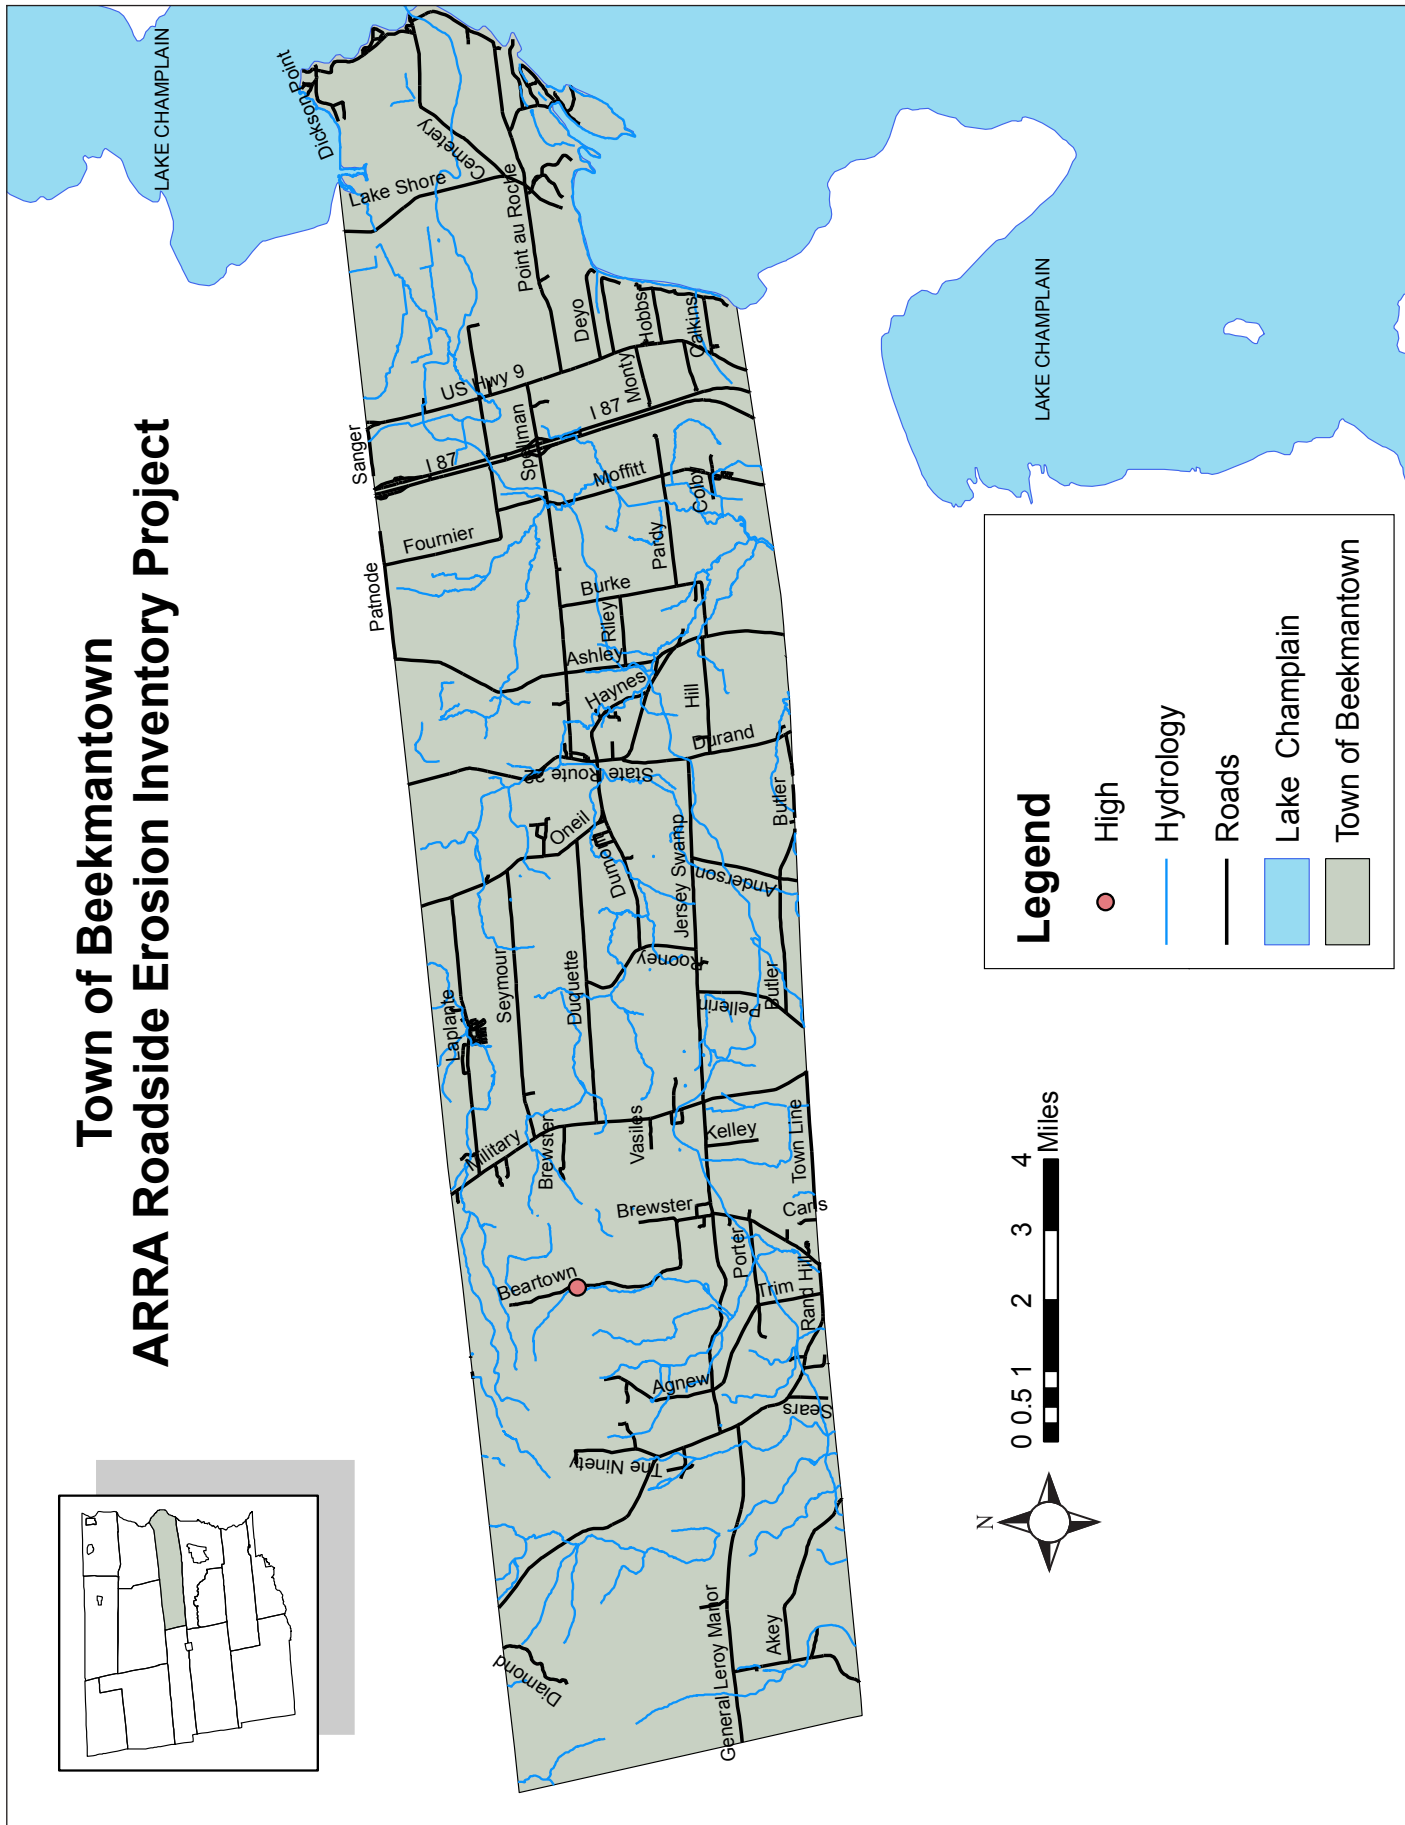 Town of Beekmantown
ARRA Roadside Erosion Inventory Project
LAKE CHAMPLAIN
Dickson Point
Lake Shore
Cemetery
Point au Roche
Deyo
Hobbs
Calkins
Monty
US Hwy 9
I 87
I 87
Sanger
Spellman
Moffitt
Colby
Fournier
Pardy
Patnode
Burke
Riley
Ashley
Haynes
Hill
Durand
State Route 22
Butler
Oneil
Dumont
Jersey Swamp
Anderson
Rooney
Seymour
Duquette
Laplante
Pellerin
Butler
Military
Brewster
Vasiles
Kelley
Town Line
Brewster
Carls
Porter
Beartown
Trim
Rand Hill
Agnew
Sears
The Ninety
General Leroy Manor
Akey
Diamond
LAKE CHAMPLAIN
Legend
High
Hydrology
Roads
Lake Champlain
Town of Beekmantown
N
0 0.5 1 2 3 4
Miles